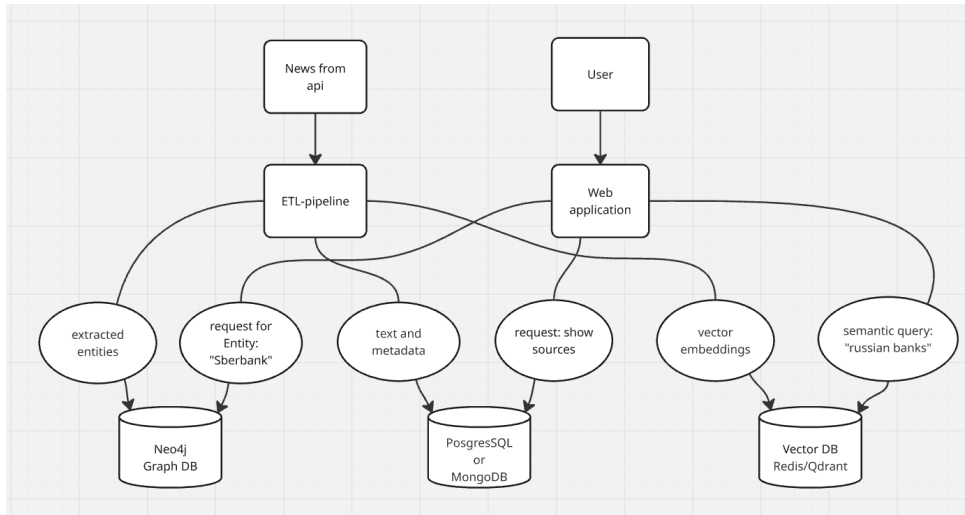 News from
api
User
ETL-pipeline
Web
application
extracted
entities
request for
Entity:
"Sberbank"
text and
metadata
request: show
sources
vector
embeddings
semantic query:
"russian banks"
Neo4j
Graph DB
PosgresSQL
or
MongoDB
Vector DB
Redis/Qdrant